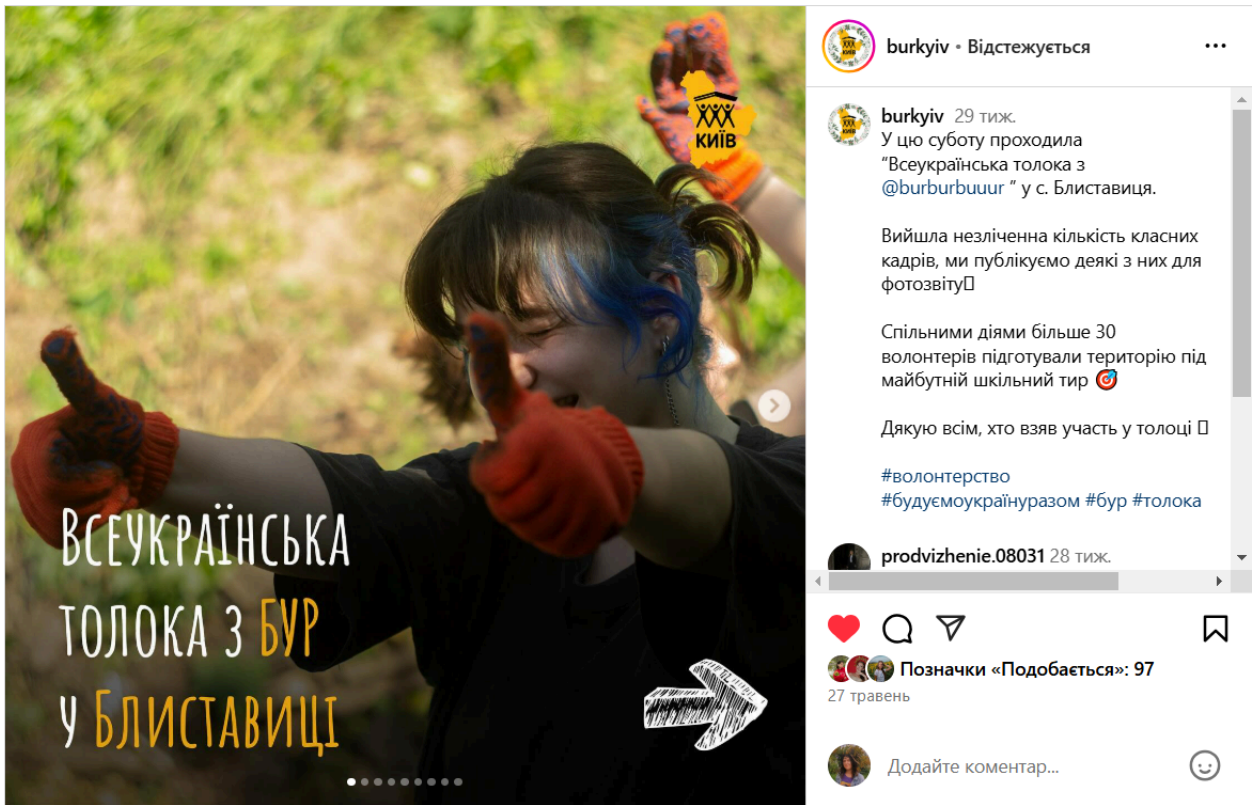 КИЇВ
ВСЕУКРАЇНСЬКА
ТОЛОКА З БУР
У БЛИСТАВИЦІ
burkyiv • Відстежується
burkyiv 29 тиж.
У цю суботу проходила
“Всеукраїнська толока з
@burburbuuur ” у с. Блиставиця.
Вийшла незліченна кількість класних
кадрів, ми публікуємо деякі з них для
фотозвіту
Спільними діями більше 30
волонтерів підготували територію під
майбутній шкільний тир 🎯
Дякую всім, хто взяв участь у толоці
#волонтерство
#будуємоукраїнуразом #бур #толока
prodvizhenie.08031 28 тиж.
Позначки «Подобається»: 97
27 травень
Додайте коментар...